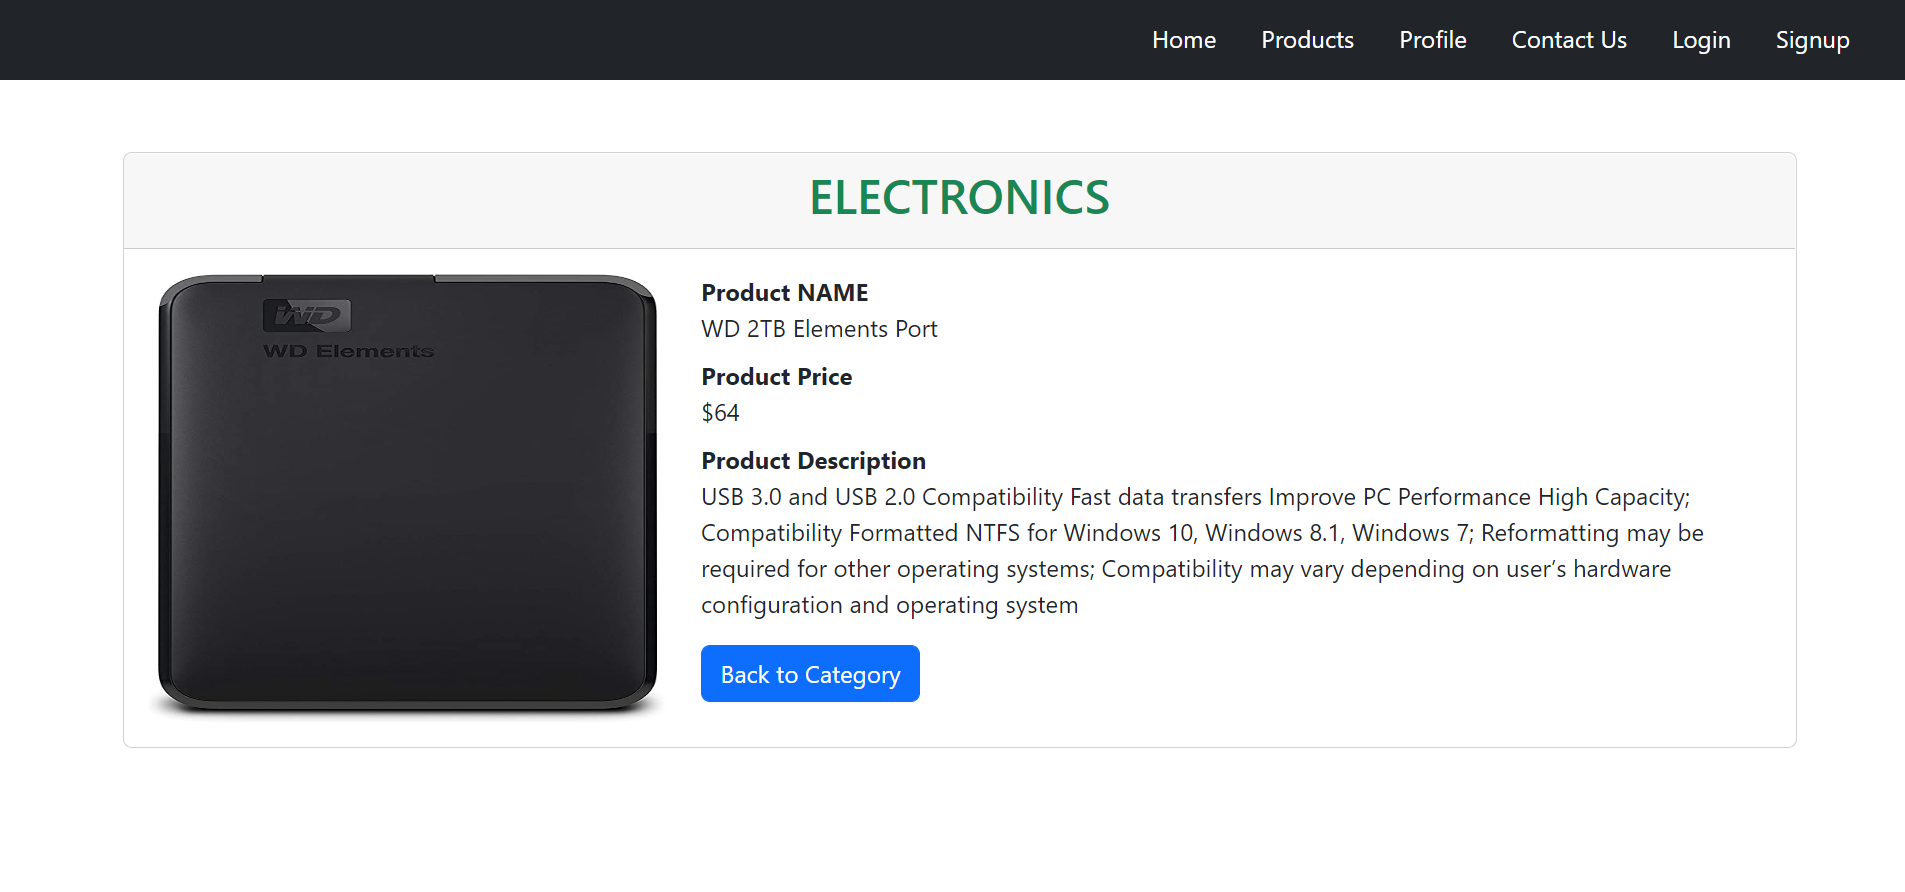 Home Products Profile Contact Us Login Signup
ELECTRONICS
WD
WD Elements
Product NAME
WD 2TB Elements Port
Product Price
$64
Product Description
USB 3.0 and USB 2.0 Compatibility Fast data transfers Improve PC Performance High Capacity;
Compatibility Formatted NTFS for Windows 10, Windows 8.1, Windows 7; Reformatting may be
required for other operating systems; Compatibility may vary depending on user’s hardware
configuration and operating system
Back to Category